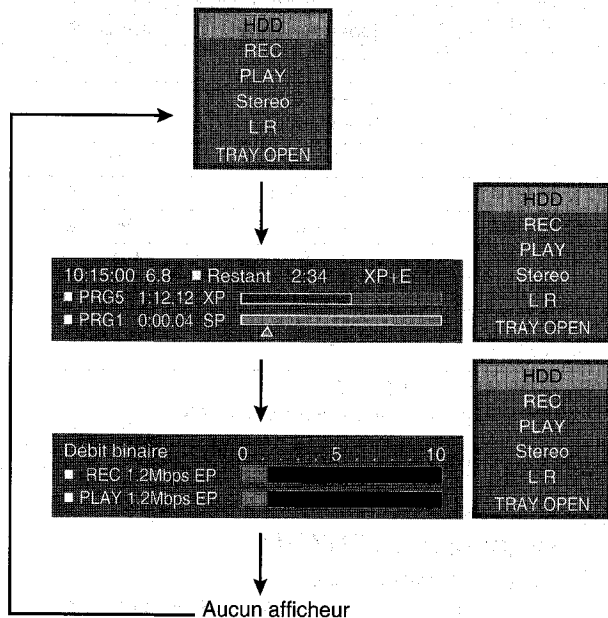 HDD
REC
PLAY
Stereo
L R
TRAY OPEN
HDD
REC
PLAY
Stereo
L R
TRAY OPEN
10:15:00 6.8 ■ Restant 2:34 XP+E
■ PRG5 1:12.12 XP
■ PRG1 0:00.04 SP
HDD
REC
PLAY
Stereo
L R
TRAY OPEN
Débit binaire 0 . . . . 5 . . . . 10
■ REC 1.2Mbps EP
■ PLAY 1.2Mbps EP
Aucun afficheur